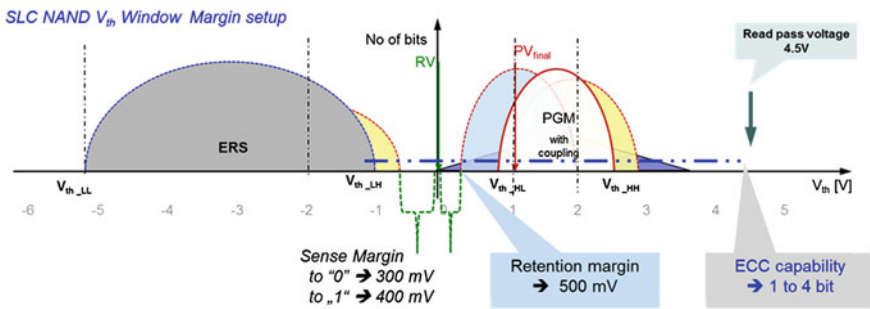 SLC NAND Vth Window Margin setup
No of bits
Read pass voltage
4.5V
RV
PVfinal
ERS
PGM
with
coupling
Vth_LL
Vth_LH
Vth_HL
Vth_HH
Vth [V]
-6 -5 -4 -3 -2 -1 0 1 2 3 4 5
Sense Margin
to “0” ➔ 300 mV
to „1“ ➔ 400 mV
Retention margin
➔ 500 mV
ECC capability
➔ 1 to 4 bit